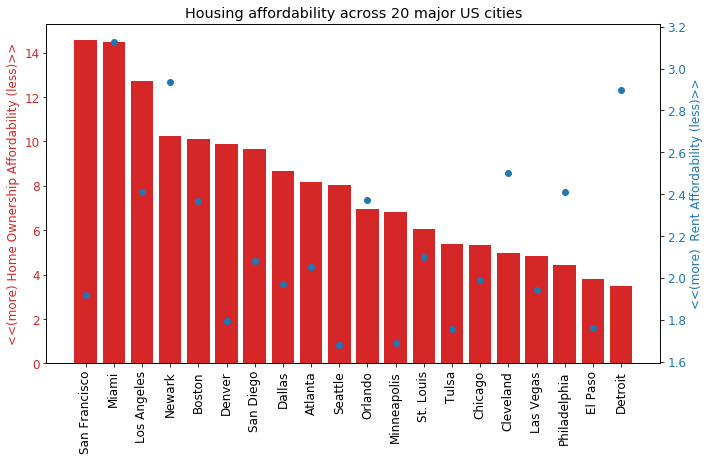 Housing affordability across 20 major US cities
<<(more) Home Ownership Affordability (less)>>
14
12
10
8
6
4
2
0
3.2
3.0
2.8
2.6
2.4
2.2
2.0
1.8
1.6
<<(more)  Rent Affordability (less)>>
San Francisco
Miami
Los Angeles
Newark
Boston
Denver
San Diego
Dallas
Atlanta
Seattle
Orlando
Minneapolis
St. Louis
Tulsa
Chicago
Cleveland
Las Vegas
Philadelphia
El Paso
Detroit